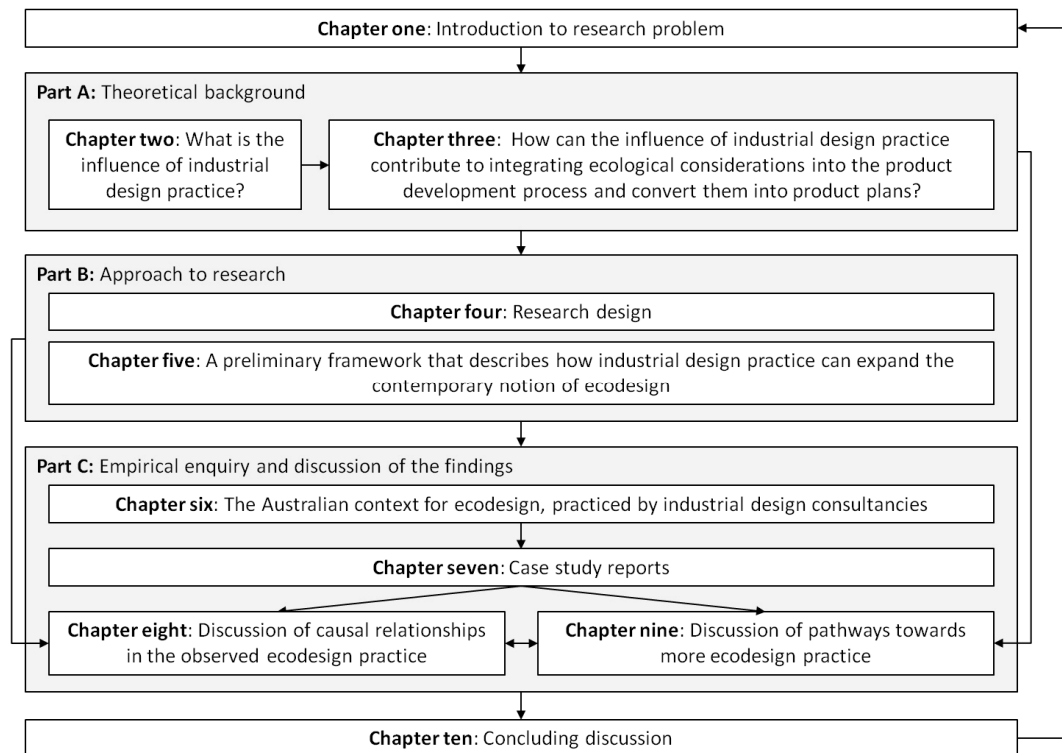 Chapter one: Introduction to research problem
Part A: Theoretical background
Chapter two: What is the
influence of industrial
design practice?
Chapter three: How can the influence of industrial design practice
contribute to integrating ecological considerations into the product
development process and convert them into product plans?
Part B: Approach to research
Chapter four: Research design
Chapter five: A preliminary framework that describes how industrial design practice can expand the
contemporary notion of ecodesign
Part C: Empirical enquiry and discussion of the findings
Chapter six: The Australian context for ecodesign, practiced by industrial design consultancies
Chapter seven: Case study reports
Chapter eight: Discussion of causal relationships
in the observed ecodesign practice
Chapter nine: Discussion of pathways towards
more ecodesign practice
Chapter ten: Concluding discussion